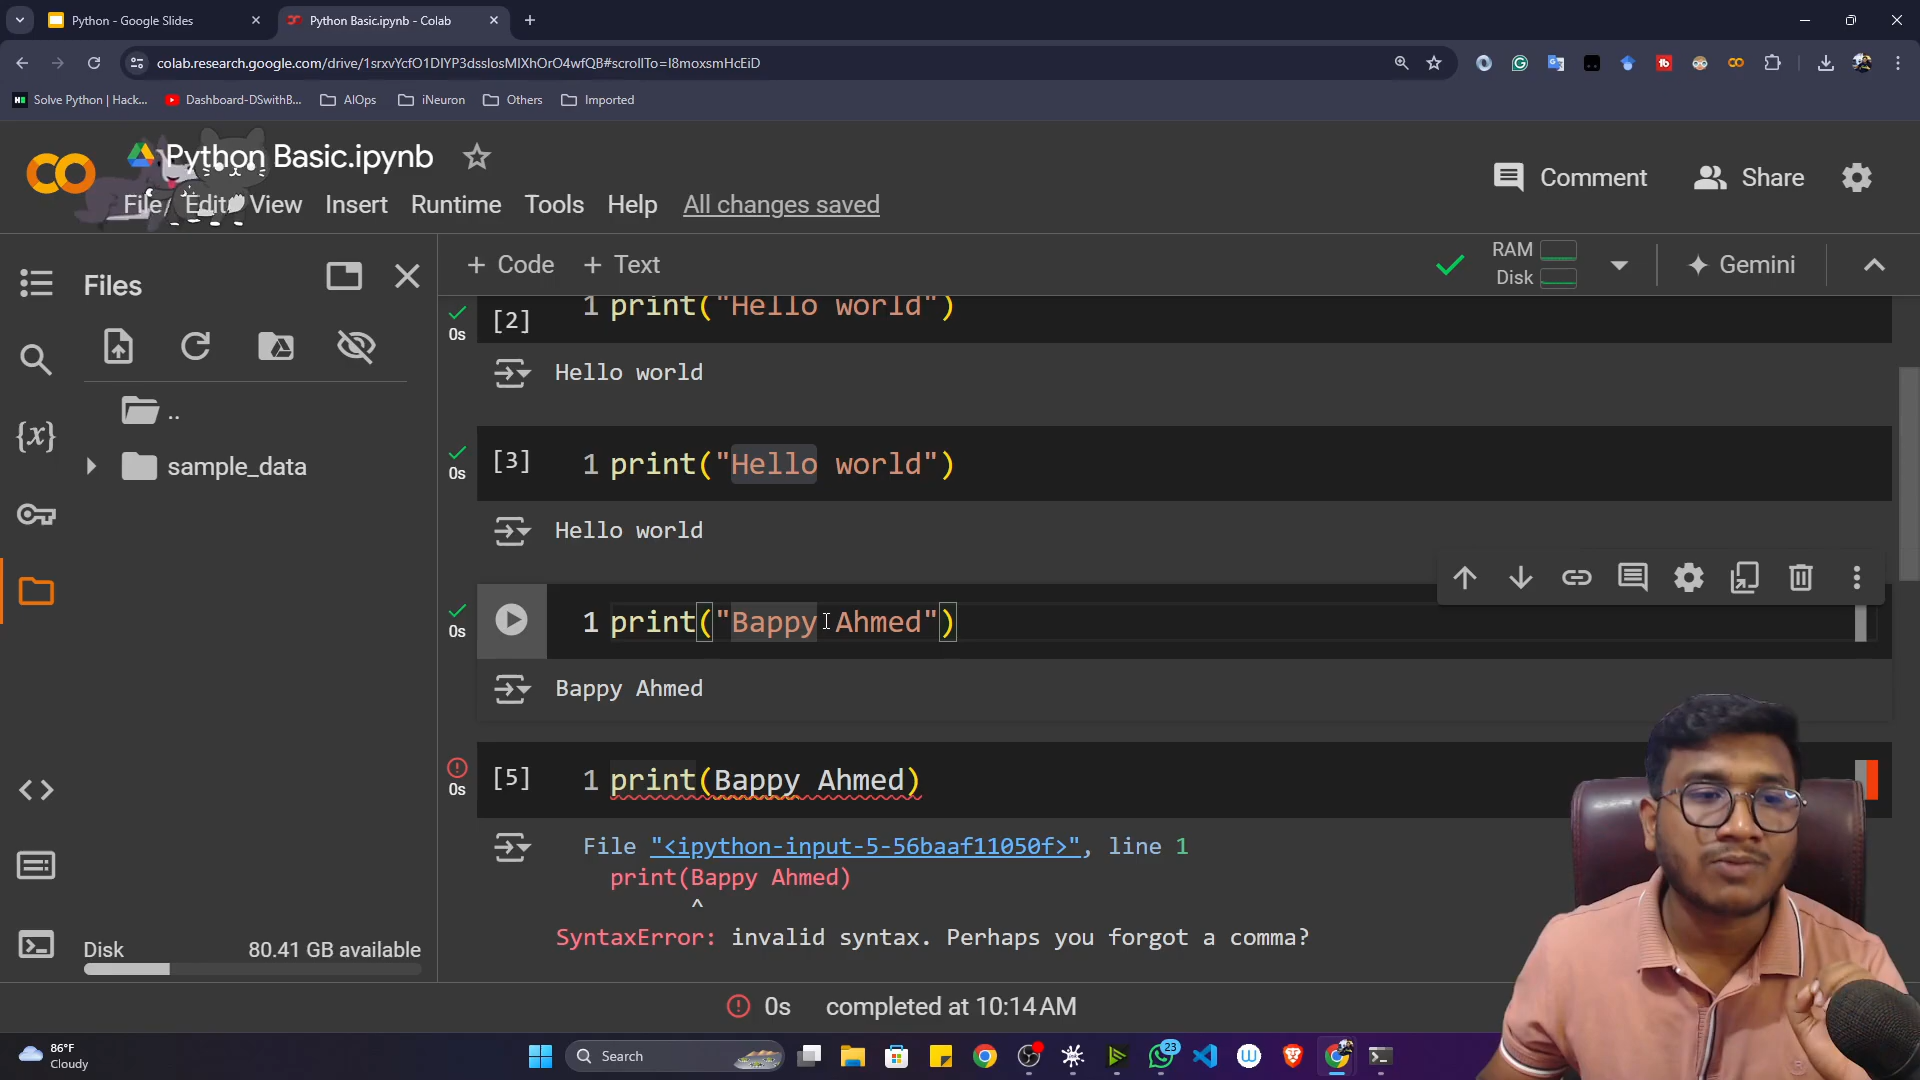 Python - Google Slides
Python Basic.ipynb - Colab
colab.research.google.com/drive/1srxvYcfO1DIYP3dsslosMIXhOrO4wfQB#scrollTo=I8moxsmHcEiD
Solve Python | Hack...
Dashboard-DSwithB...
AIOps
iNeuron
Others
Imported
Python Basic.ipynb
File Edit View Insert Runtime Tools Help All changes saved
Comment
Share
Files
+ Code + Text
RAM
Disk
Gemini
..
sample_data
0s [2] 1 print("Hello world")
Hello world
0s [3] 1 print("Hello world")
Hello world
0s 1 print("Bappy Ahmed")
Bappy Ahmed
0s [5] 1 print(Bappy Ahmed)
File "<ipython-input-5-56baaf11050f>", line 1
print(Bappy Ahmed)
^
SyntaxError: invalid syntax. Perhaps you forgot a comma?
{x}
Disk 80.41 GB available
0s completed at 10:14 AM
86°F
Cloudy
Search
23